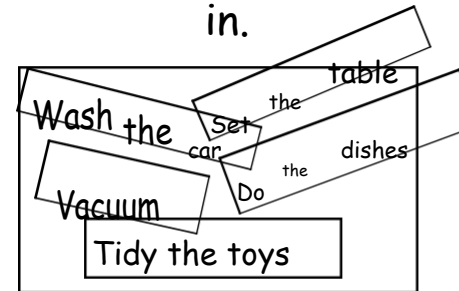 in.
Set the table
Wash the car
Do the dishes
Vacuum
Tidy the toys